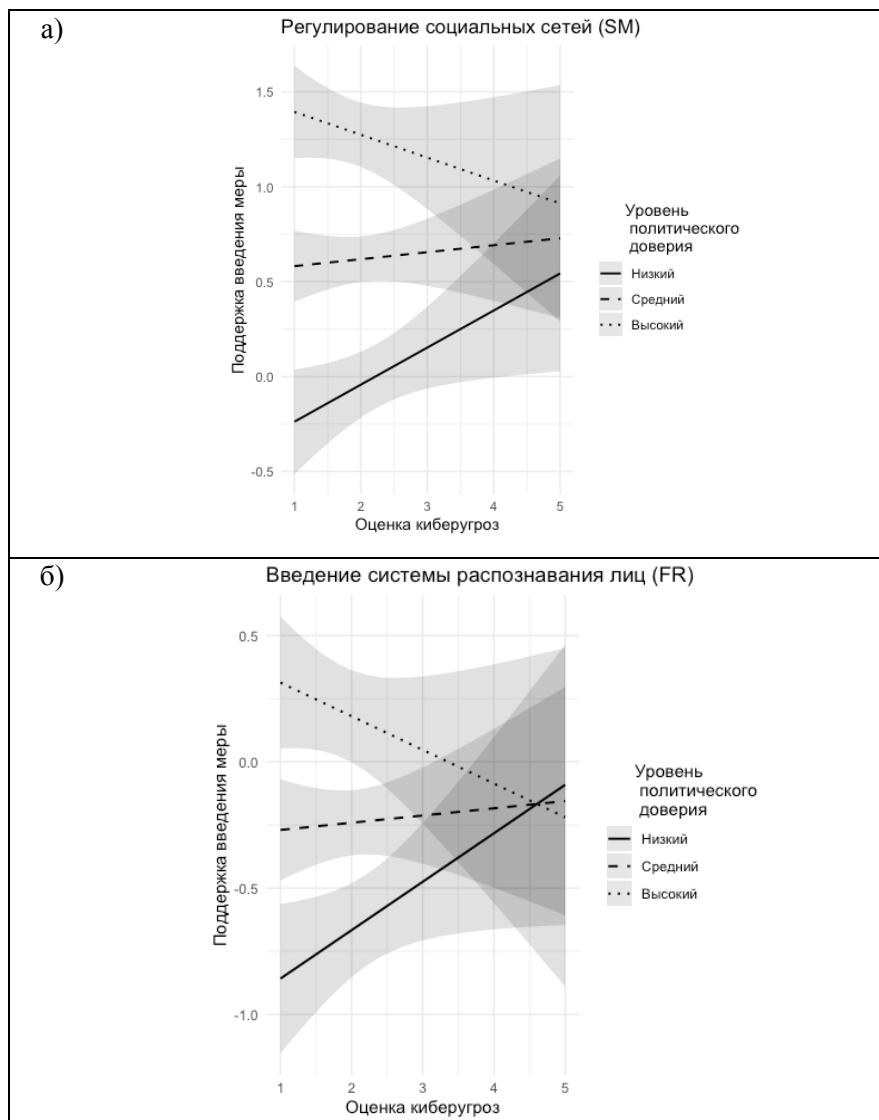 а)
Регулирование социальных сетей (SM)
1.5
1.0
0.5
0.0
-0.5
Поддержка введения меры
1
2
3
4
5
Оценка киберугроз
Уровень
политического
доверия
Низкий
Средний
Высокий
б)
Введение системы распознавания лиц (FR)
0.5
0.0
-0.5
-1.0
Поддержка введения меры
1
2
3
4
5
Оценка киберугроз
Уровень
политического
доверия
Низкий
Средний
Высокий